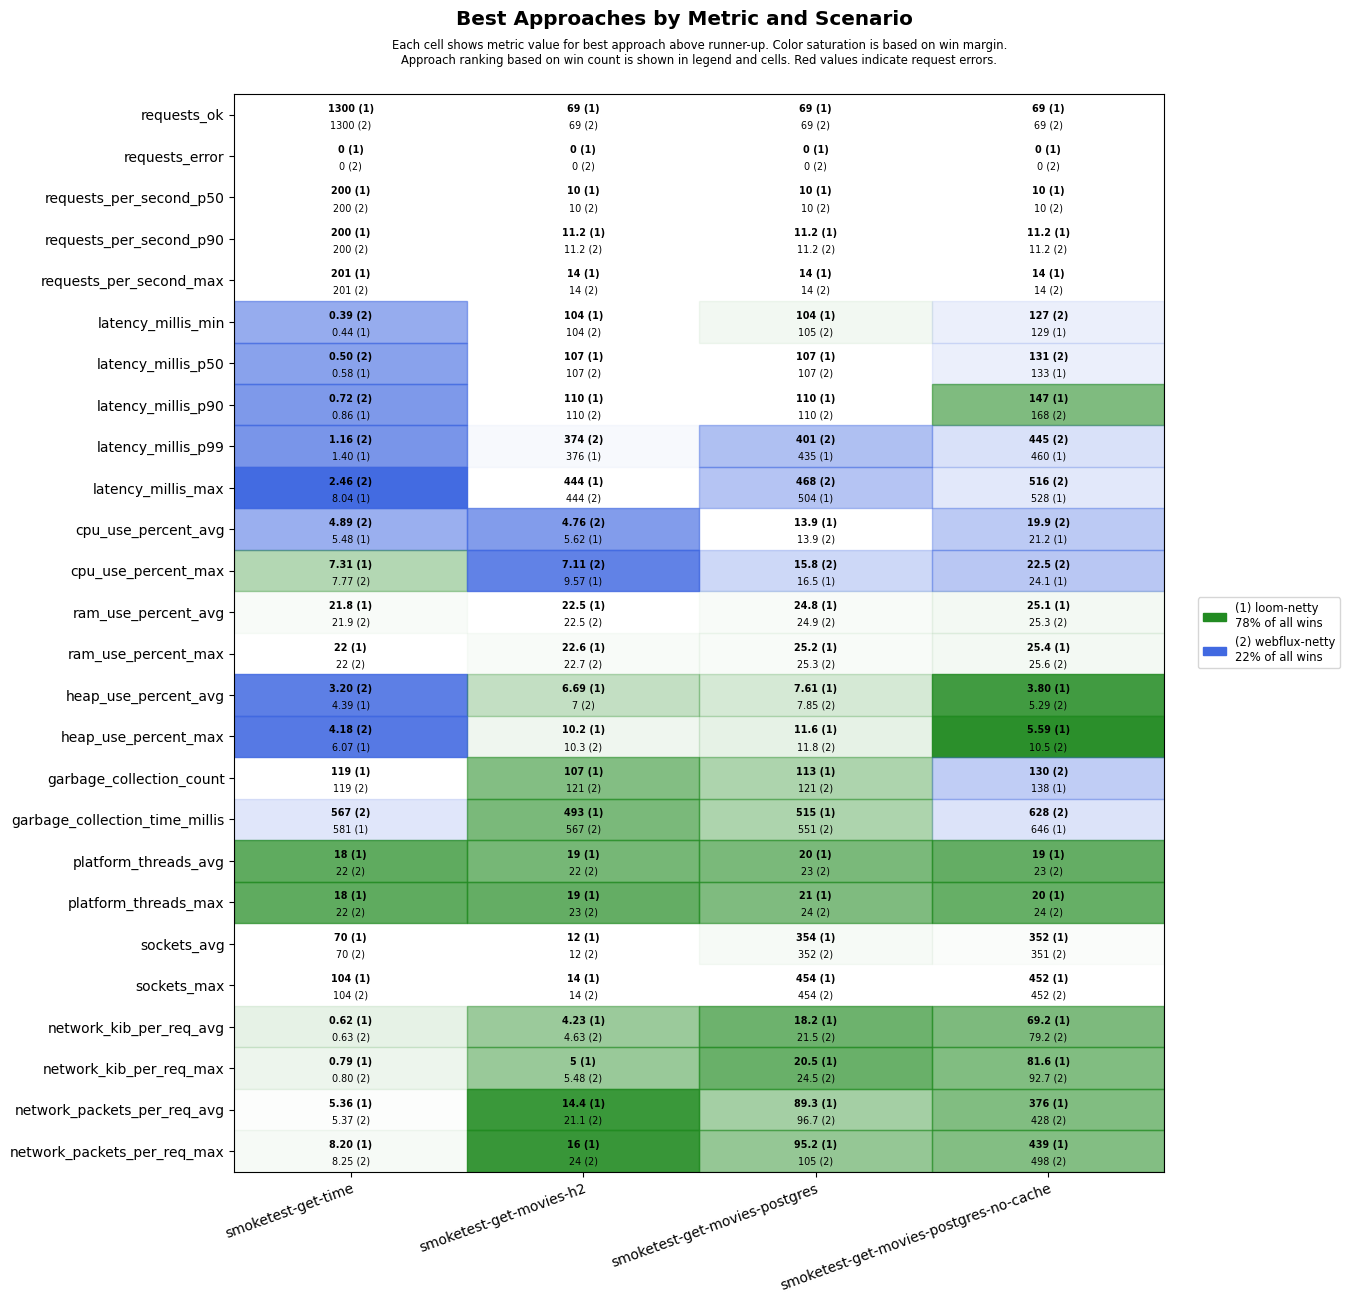 Best Approaches by Metric and Scenario
Each cell shows metric value for best approach above runner-up. Color saturation is based on win margin.
Approach ranking based on win count is shown in legend and cells. Red values indicate request errors.
requests_ok
1300 (1) 69 (1) 69 (1) 69 (1)
1300 (2) 69 (2) 69 (2) 69 (2)
requests_error
0 (1) 0 (1) 0 (1) 0 (1)
0 (2) 0 (2) 0 (2) 0 (2)
requests_per_second_p50
200 (1) 10 (1) 10 (1) 10 (1)
200 (2) 10 (2) 10 (2) 10 (2)
requests_per_second_p90
200 (1) 11.2 (1) 11.2 (1) 11.2 (1)
200 (2) 11.2 (2) 11.2 (2) 11.2 (2)
requests_per_second_max
201 (1) 14 (1) 14 (1) 14 (1)
201 (2) 14 (2) 14 (2) 14 (2)
latency_millis_min
0.39 (2) 104 (1) 104 (1) 127 (2)
0.44 (1) 104 (2) 105 (2) 129 (1)
latency_millis_p50
0.50 (2) 107 (1) 107 (1) 131 (2)
0.58 (1) 107 (2) 107 (2) 133 (1)
latency_millis_p90
0.72 (2) 110 (1) 110 (1) 147 (1)
0.86 (1) 110 (2) 110 (2) 168 (2)
latency_millis_p99
1.16 (2) 374 (2) 401 (2) 445 (2)
1.40 (1) 376 (1) 435 (1) 460 (1)
latency_millis_max
2.46 (2) 444 (1) 468 (2) 516 (2)
8.04 (1) 444 (2) 504 (1) 528 (1)
cpu_use_percent_avg
4.89 (2) 4.76 (2) 13.9 (1) 19.9 (2)
5.48 (1) 5.62 (1) 13.9 (2) 21.2 (1)
cpu_use_percent_max
7.31 (1) 7.11 (2) 15.8 (2) 22.5 (2)
7.77 (2) 9.57 (1) 16.5 (1) 24.1 (1)
ram_use_percent_avg
21.8 (1) 22.5 (1) 24.8 (1) 25.1 (1)
21.9 (2) 22.5 (2) 24.9 (2) 25.3 (2)
ram_use_percent_max
22 (1) 22.6 (1) 25.2 (1) 25.4 (1)
22 (2) 22.7 (2) 25.3 (2) 25.6 (2)
heap_use_percent_avg
3.20 (2) 6.69 (1) 7.61 (1) 3.80 (1)
4.39 (1) 7 (2) 7.85 (2) 5.29 (2)
heap_use_percent_max
4.18 (2) 10.2 (1) 11.6 (1) 5.59 (1)
6.07 (1) 10.3 (2) 11.8 (2) 10.5 (2)
garbage_collection_count
119 (1) 107 (1) 113 (1) 130 (2)
119 (2) 121 (2) 121 (2) 138 (1)
garbage_collection_time_millis
567 (2) 493 (1) 515 (1) 628 (2)
581 (1) 567 (2) 551 (2) 646 (1)
platform_threads_avg
18 (1) 19 (1) 20 (1) 19 (1)
22 (2) 22 (2) 23 (2) 23 (2)
platform_threads_max
18 (1) 19 (1) 21 (1) 20 (1)
22 (2) 23 (2) 24 (2) 24 (2)
sockets_avg
70 (1) 12 (1) 354 (1) 352 (1)
70 (2) 12 (2) 352 (2) 351 (2)
sockets_max
104 (1) 14 (1) 454 (1) 452 (1)
104 (2) 14 (2) 454 (2) 452 (2)
network_kib_per_req_avg
0.62 (1) 4.23 (1) 18.2 (1) 69.2 (1)
0.63 (2) 4.63 (2) 21.5 (2) 79.2 (2)
network_kib_per_req_max
0.79 (1) 5 (1) 20.5 (1) 81.6 (1)
0.80 (2) 5.48 (2) 24.5 (2) 92.7 (2)
network_packets_per_req_avg
5.36 (1) 14.4 (1) 89.3 (1) 376 (1)
5.37 (2) 21.1 (2) 96.7 (2) 428 (2)
network_packets_per_req_max
8.20 (1) 16 (1) 95.2 (1) 439 (1)
8.25 (2) 24 (2) 105 (2) 498 (2)
smoketest-get-time
smoketest-get-movies-h2
smoketest-get-movies-postgres
smoketest-get-movies-postgres-no-cache
(1) loom-netty
78% of all wins
(2) webflux-netty
22% of all wins